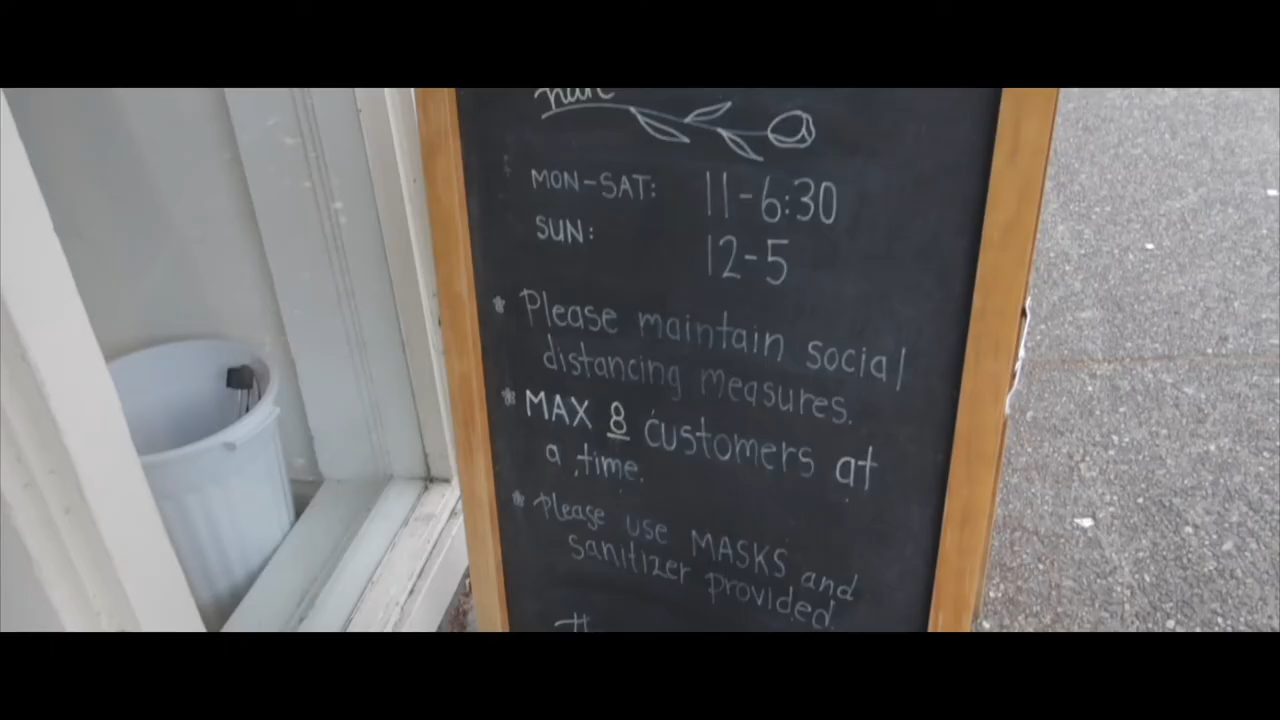 MON-SAT: 11-6:30
SUN: 12-5
* Please maintain social
distancing measures.
* MAX 8 customers at
a time.
* Please use MASKS and
sanitizer provided.